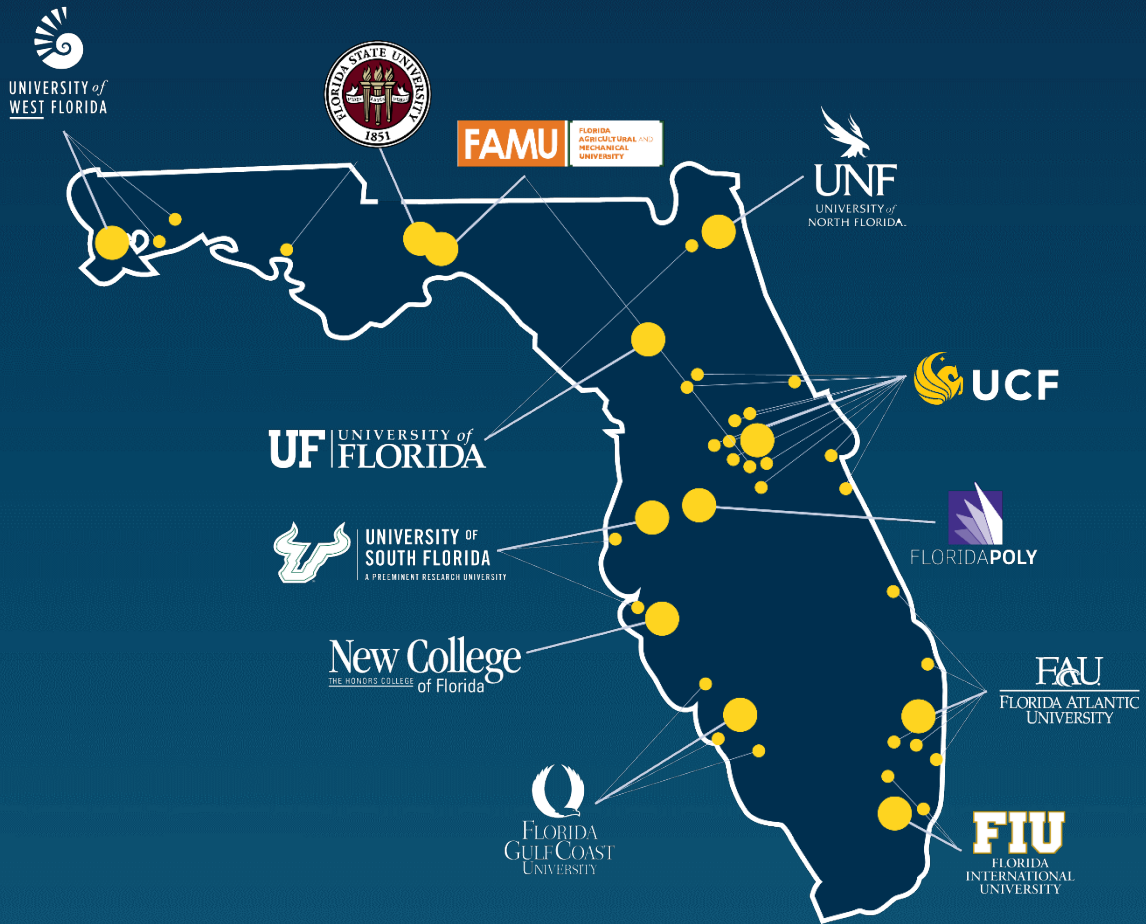 UNIVERSITY of
WEST FLORIDA
FLORIDA STATE UNIVERSITY
1851
FAMU
FLORIDA
AGRICULTURAL AND
MECHANICAL
UNIVERSITY
UNF
UNIVERSITY of
NORTH FLORIDA.
UCF
UF UNIVERSITY of
FLORIDA
UNIVERSITY OF
SOUTH FLORIDA
A PREEMINENT RESEARCH UNIVERSITY
FLORIDAPOLY
New College
THE HONORS COLLEGE of Florida
FAU
FLORIDA ATLANTIC
UNIVERSITY
FLORIDA
GULF COAST
UNIVERSITY
FIU
FLORIDA
INTERNATIONAL
UNIVERSITY